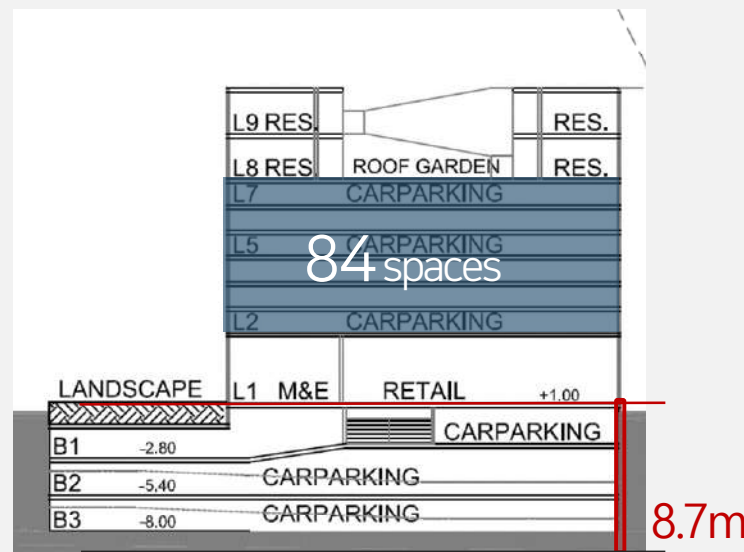 L9 RES. RES.
L8 RES. ROOF GARDEN RES.
L7 CARPARKING
L5 CARPARKING
84 spaces
L2 CARPARKING
LANDSCAPE L1 M&E RETAIL +1.00
CARPARKING
B1 -2.80
B2 -5.40 CARPARKING
B3 -8.00 CARPARKING
8.7m